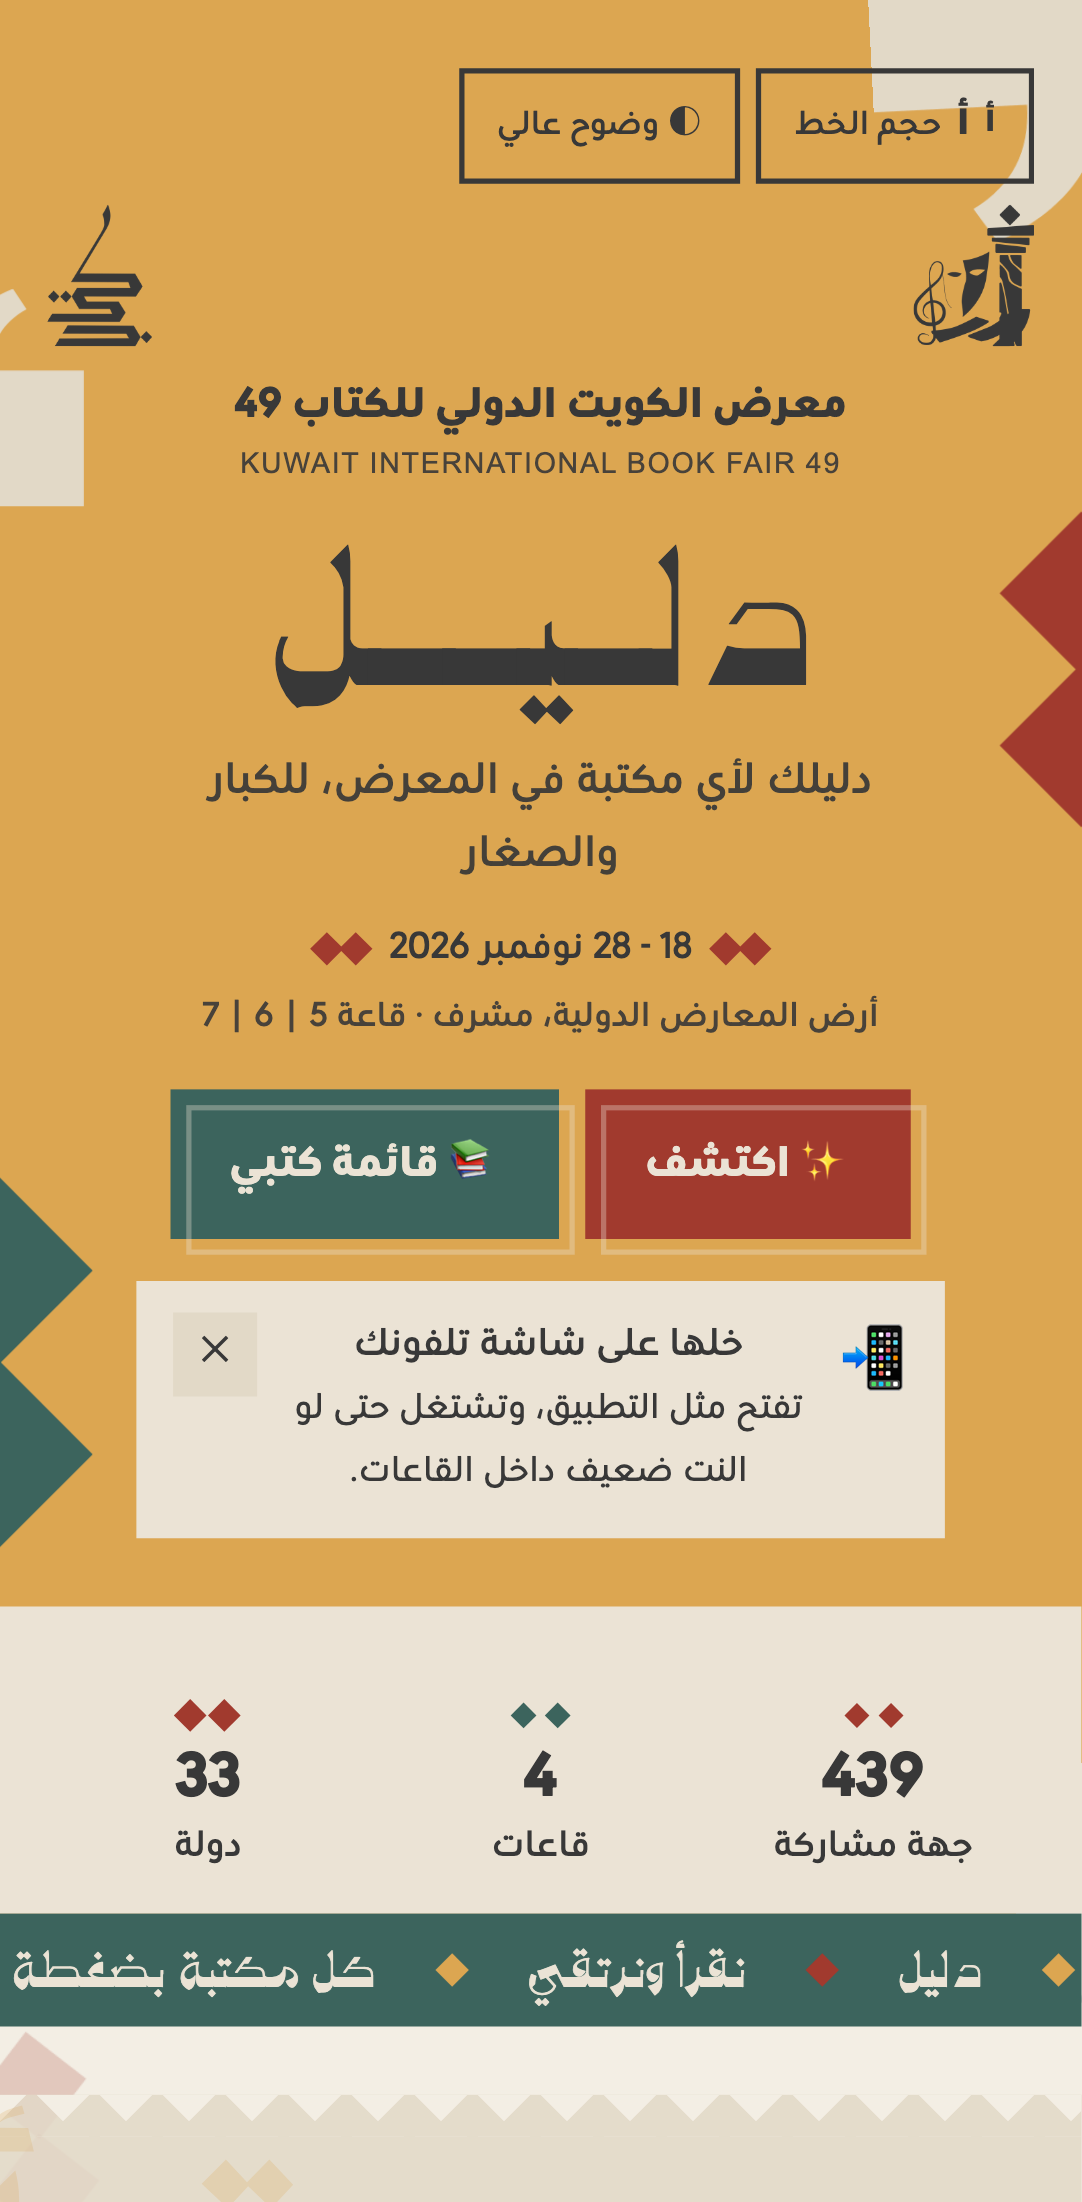 أ أ حجم الخط
وضوح عالي
معرض الكويت الدولي للكتاب 49
KUWAIT INTERNATIONAL BOOK FAIR 49
دليـــل
دليلك لأي مكتبة في المعرض، للكبار
والصغار
18 - 28 نوفمبر 2026
أرض المعارض الدولية، مشرف · قاعة 5 | 6 | 7
✨ اكتشف
📚 قائمة كتبي
خلها على شاشة تلفونك
تفتح مثل التطبيق، وتشتغل حتى لو
النت ضعيف داخل القاعات.
439
جهة مشاركة
4
قاعات
33
دولة
دليل ◆ نقرأ ونرتقي ◆ كل مكتبة بضغطة